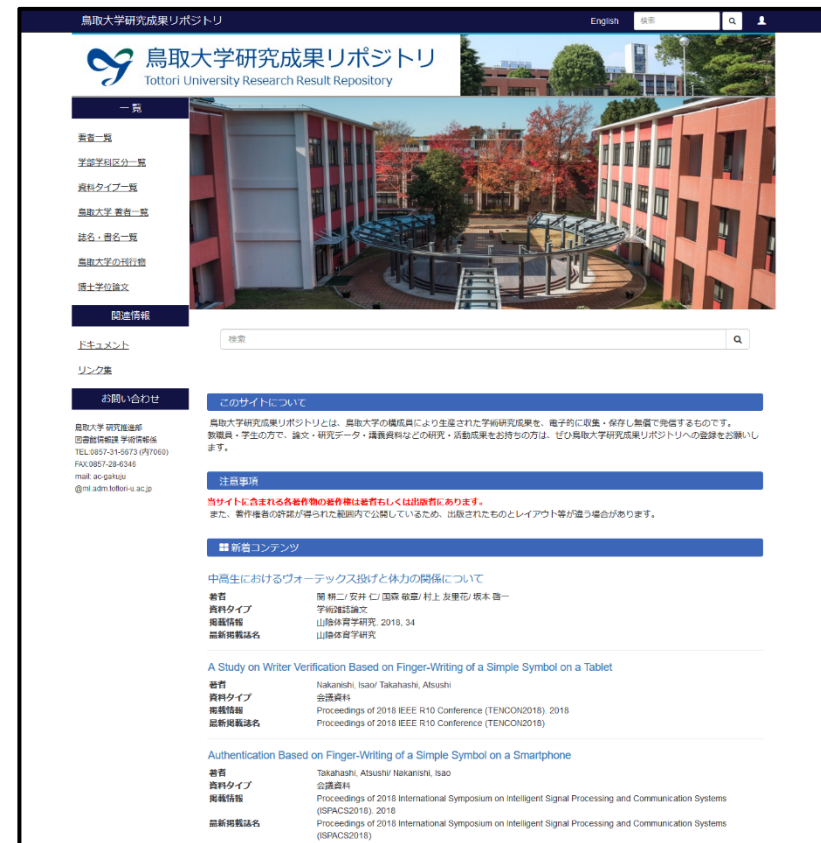 鳥取大学研究成果リポジトリ
English
検索
鳥取大学研究成果リポジトリ
Tottori University Research Result Repository
一 覧
著者一覧
学部学科区分一覧
資料タイプ一覧
鳥取大学 著者一覧
誌名・書名一覧
鳥取大学の刊行物
博士学位論文
関連情報
ドキュメント
リンク集
お問い合わせ
鳥取大学 研究推進部
図書館情報課 学術情報係
TEL:0857-31-5673 (内7060)
FAX:0857-28-6346
mail: ac-gakuju
@ml.adm.tottori-u.ac.jp
検索
このサイトについて
鳥取大学研究成果リポジトリとは、鳥取大学の構成員により生産された学術研究成果を、電子的に収集・保存し無償で発信するものです。
教職員・学生の方で、論文・研究データ・講義資料などの研究・活動成果をお持ちの方は、ぜひ鳥取大学研究成果リポジトリへの登録をお願いし
ます。
注意事項
当サイトに含まれる各著作物の著作権は著者もしくは出版者にあります。
また、著作権者の許諾が得られた範囲内で公開しているため、出版されたものとレイアウト等が違う場合があります。
新着コンテンツ
中高生におけるヴォーテックス投げと体力の関係について
著者 関 耕二/ 安井 仁/ 国森 敏章/ 村上 友里花/ 坂本 啓一
資料タイプ 学術雑誌論文
掲載情報 山陰体育学研究. 2018, 34
最新掲載誌名 山陰体育学研究
A Study on Writer Verification Based on Finger-Writing of a Simple Symbol on a Tablet
著者 Nakanishi, Isao/ Takahashi, Atsushi
資料タイプ 会議資料
掲載情報 Proceedings of 2018 IEEE R10 Conference (TENCON2018). 2018
最新掲載誌名 Proceedings of 2018 IEEE R10 Conference (TENCON2018)
Authentication Based on Finger-Writing of a Simple Symbol on a Smartphone
著者 Takahashi, Atsushi/ Nakanishi, Isao
資料タイプ 会議資料
掲載情報 Proceedings of 2018 International Symposium on Intelligent Signal Processing and Communication Systems
(ISPACS2018). 2018
最新掲載誌名 Proceedings of 2018 International Symposium on Intelligent Signal Processing and Communication Systems
(ISPACS2018)